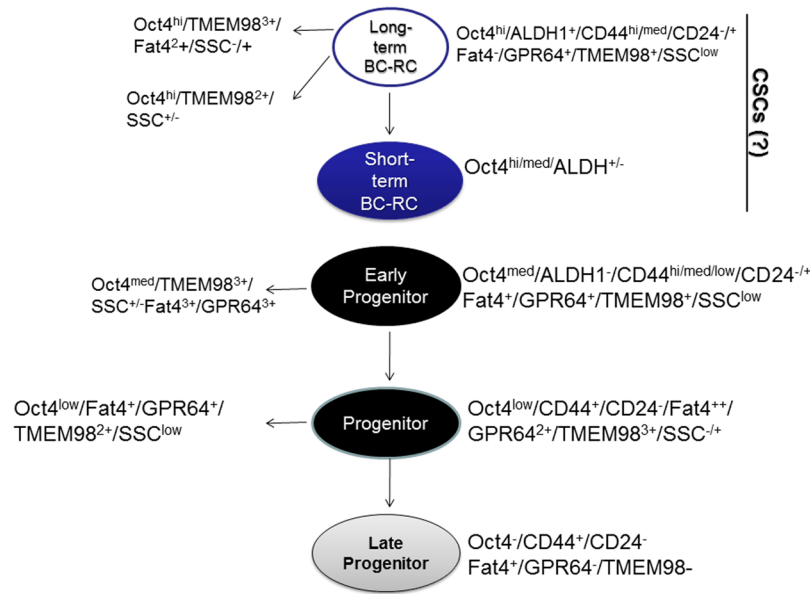 Oct4ʰⁱ/TMEM98³⁺/
Fat4²+/SSC⁻/+
Long-
term
BC-RC
Oct4ʰⁱ/ALDH1⁺/CD44ʰⁱ/ᵐᵉᵈ/CD24⁻/⁺
Fat4⁻/GPR64⁺/TMEM98⁺/SSCˡᵒʷ
Oct4ʰⁱ/TMEM98²⁺/
SSC⁺/⁻
CSCs (?)
Short-
term
BC-RC
Oct4ʰⁱ/ᵐᵉᵈ/ALDH⁺/⁻
Early
Progenitor
Oct4ᵐᵉᵈ/ALDH1⁻/CD44ʰⁱ/ᵐᵉᵈ/ˡᵒʷ/CD24⁻/⁺
Fat4⁺/GPR64⁺/TMEM98⁺/SSCˡᵒʷ
Oct4ᵐᵉᵈ/TMEM98³⁺/
SSC⁺/⁻Fat4³⁺/GPR64³⁺
Oct4ˡᵒʷ/Fat4⁺/GPR64⁺/
TMEM98²⁺/SSCˡᵒʷ
Progenitor
Oct4ˡᵒʷ/CD44⁺/CD24⁻/Fat4⁺⁺/
GPR64²⁺/TMEM98³⁺/SSC⁻/⁺
Late
Progenitor
Oct4⁻/CD44⁺/CD24⁻
Fat4⁺/GPR64⁻/TMEM98-